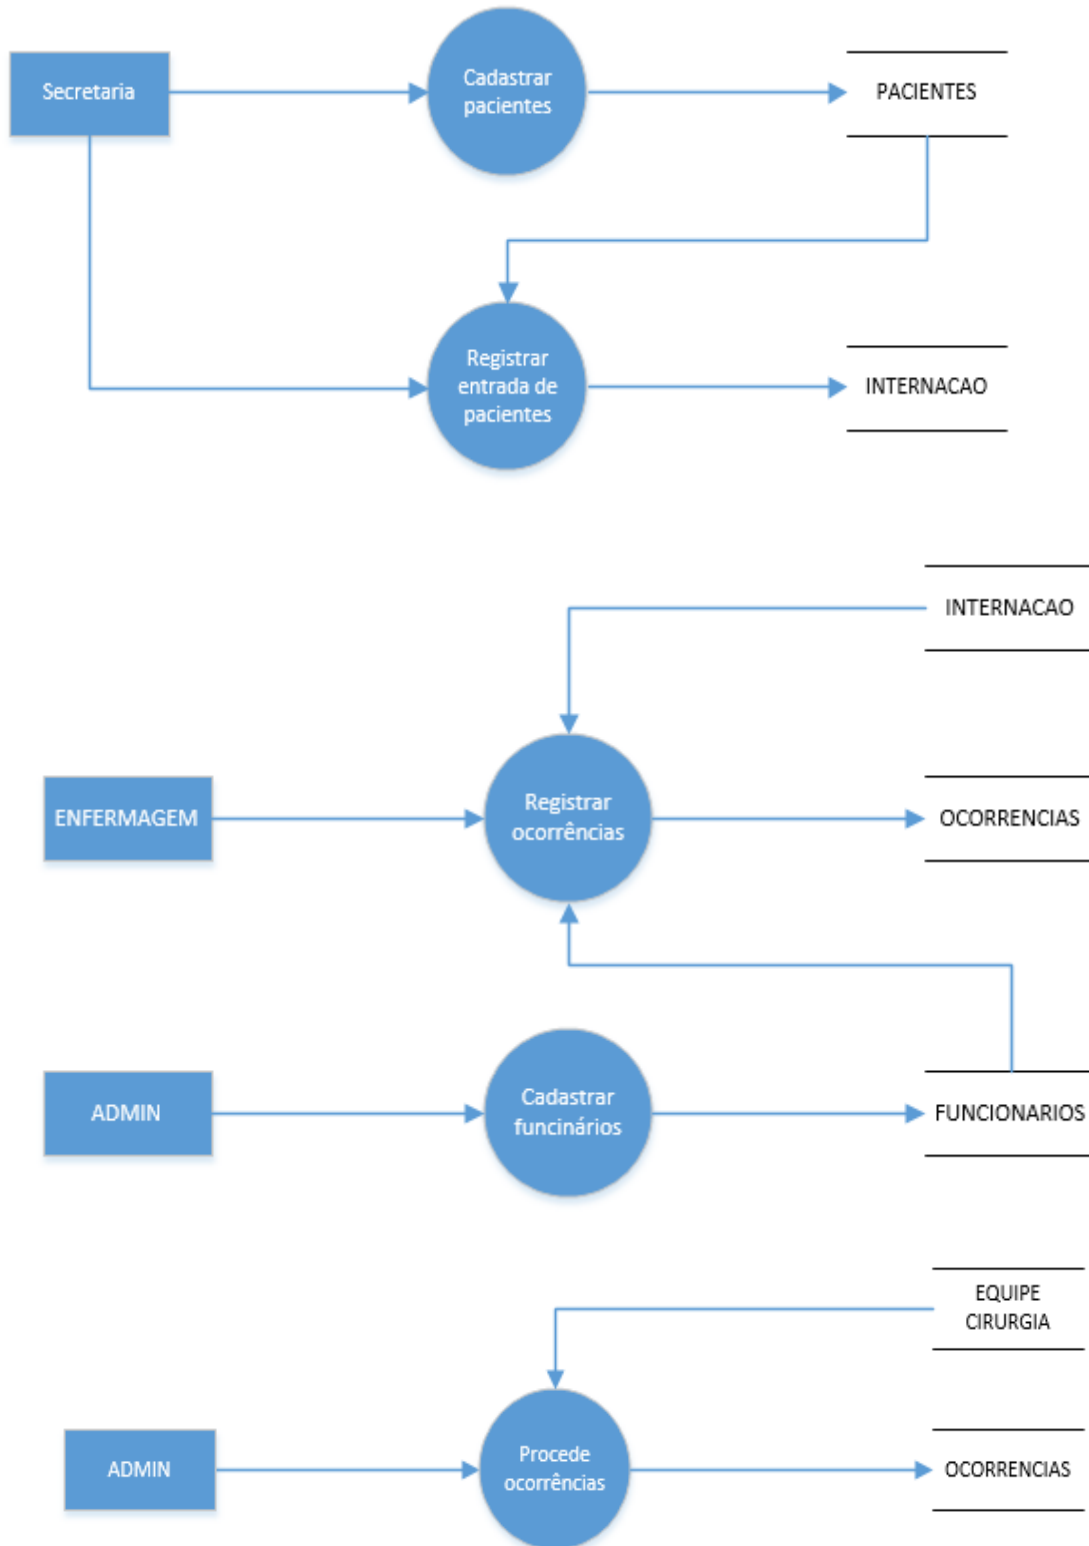 Secretaria
Cadastrar
pacientes
PACIENTES
Registrar
entrada de
pacientes
INTERNACAO
INTERNACAO
ENFERMAGEM
Registrar
ocorrências
OCORRENCIAS
ADMIN
Cadastrar
funcinários
FUNCIONARIOS
EQUIPE
CIRURGIA
ADMIN
Procede
ocorrências
OCORRENCIAS